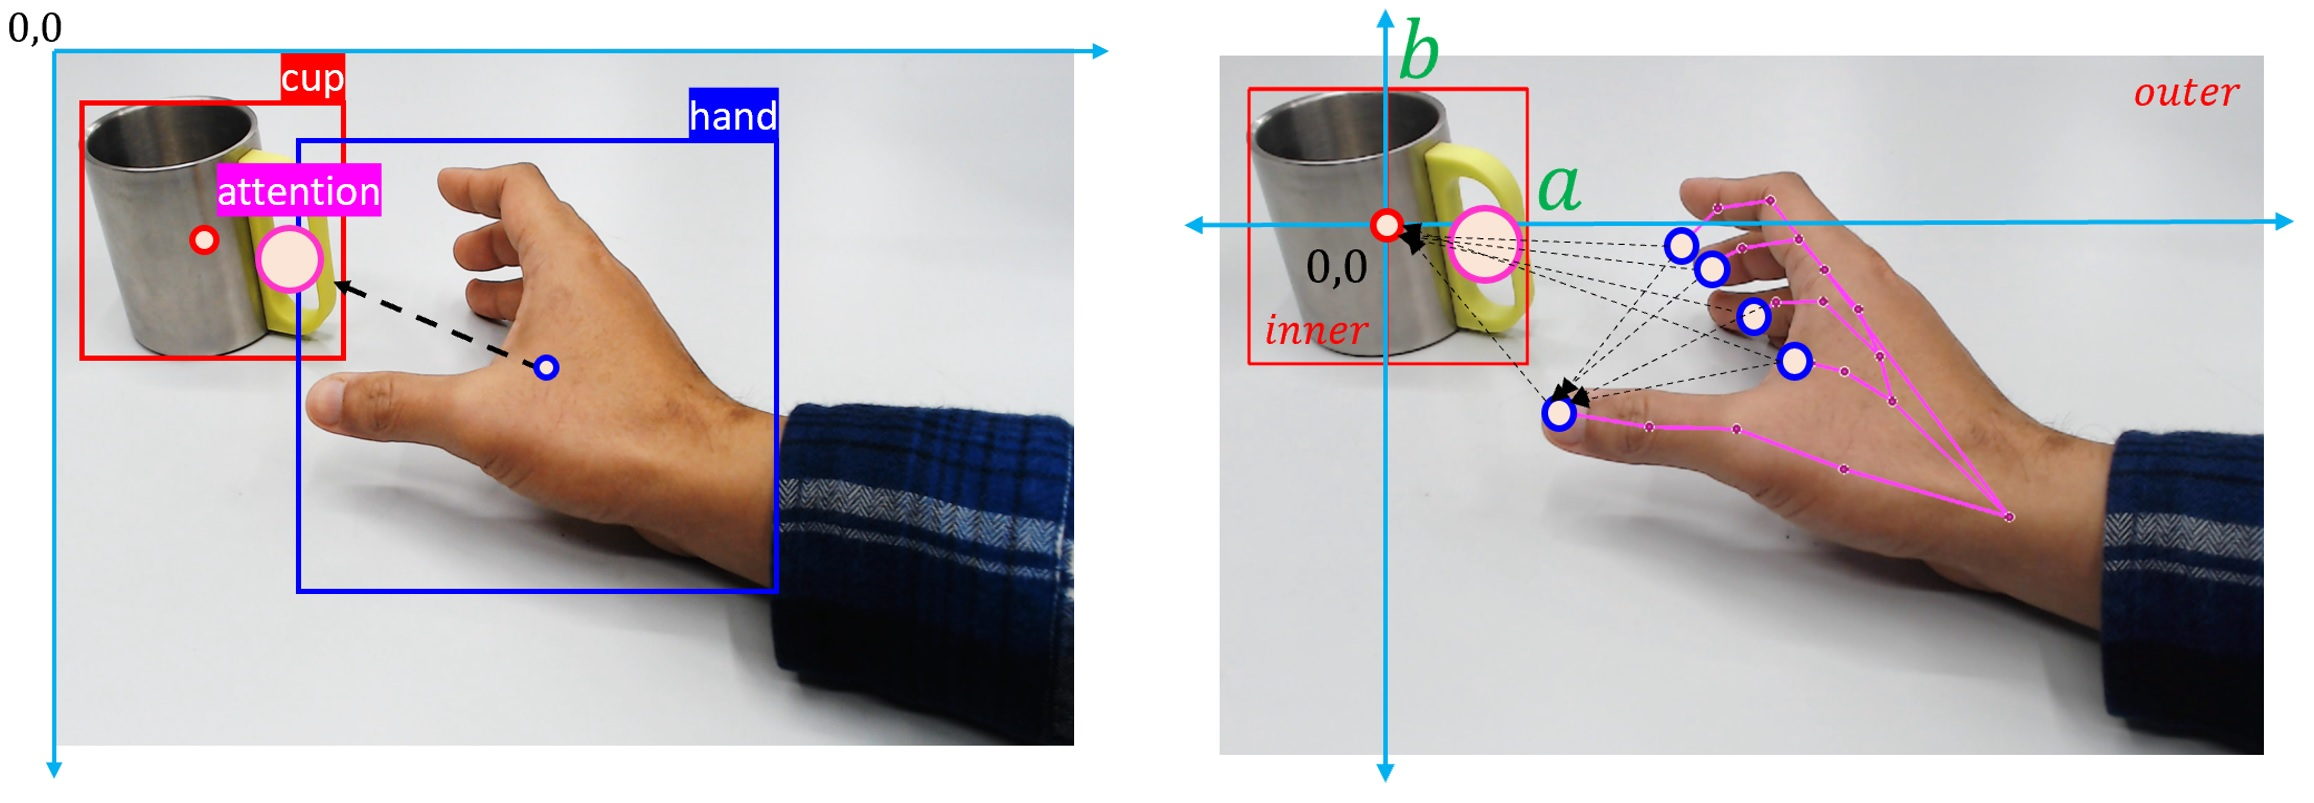 0,0
cup
hand
attention
b
outer
a
0,0
inner